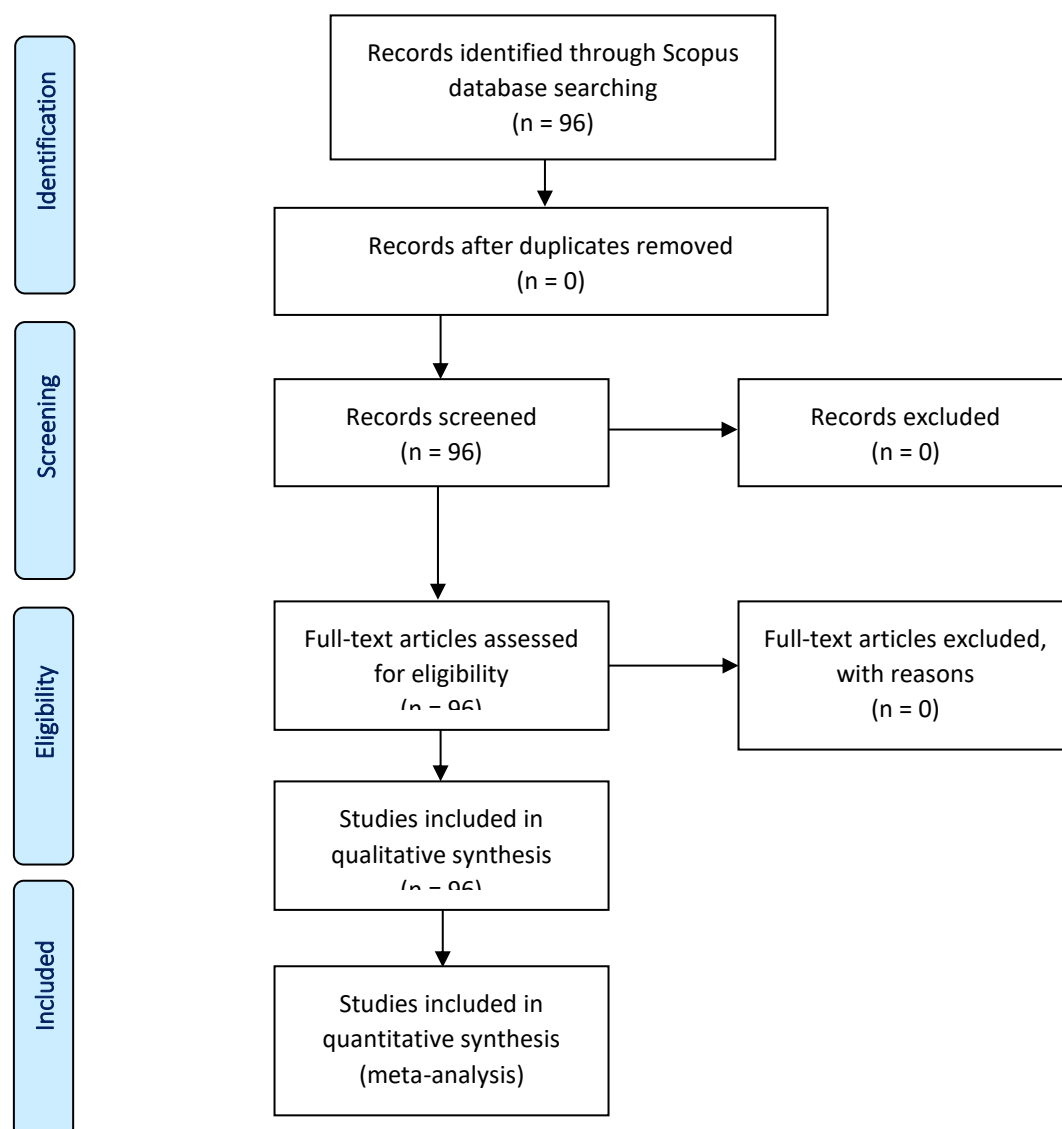 Identification
Records identified through Scopus
database searching
(n = 96)
Records after duplicates removed
(n = 0)
Screening
Records screened
(n = 96)
Records excluded
(n = 0)
Eligibility
Full-text articles assessed
for eligibility
(n = 96)
Full-text articles excluded,
with reasons
(n = 0)
Studies included in
qualitative synthesis
(n = 96)
Included
Studies included in
quantitative synthesis
(meta-analysis)